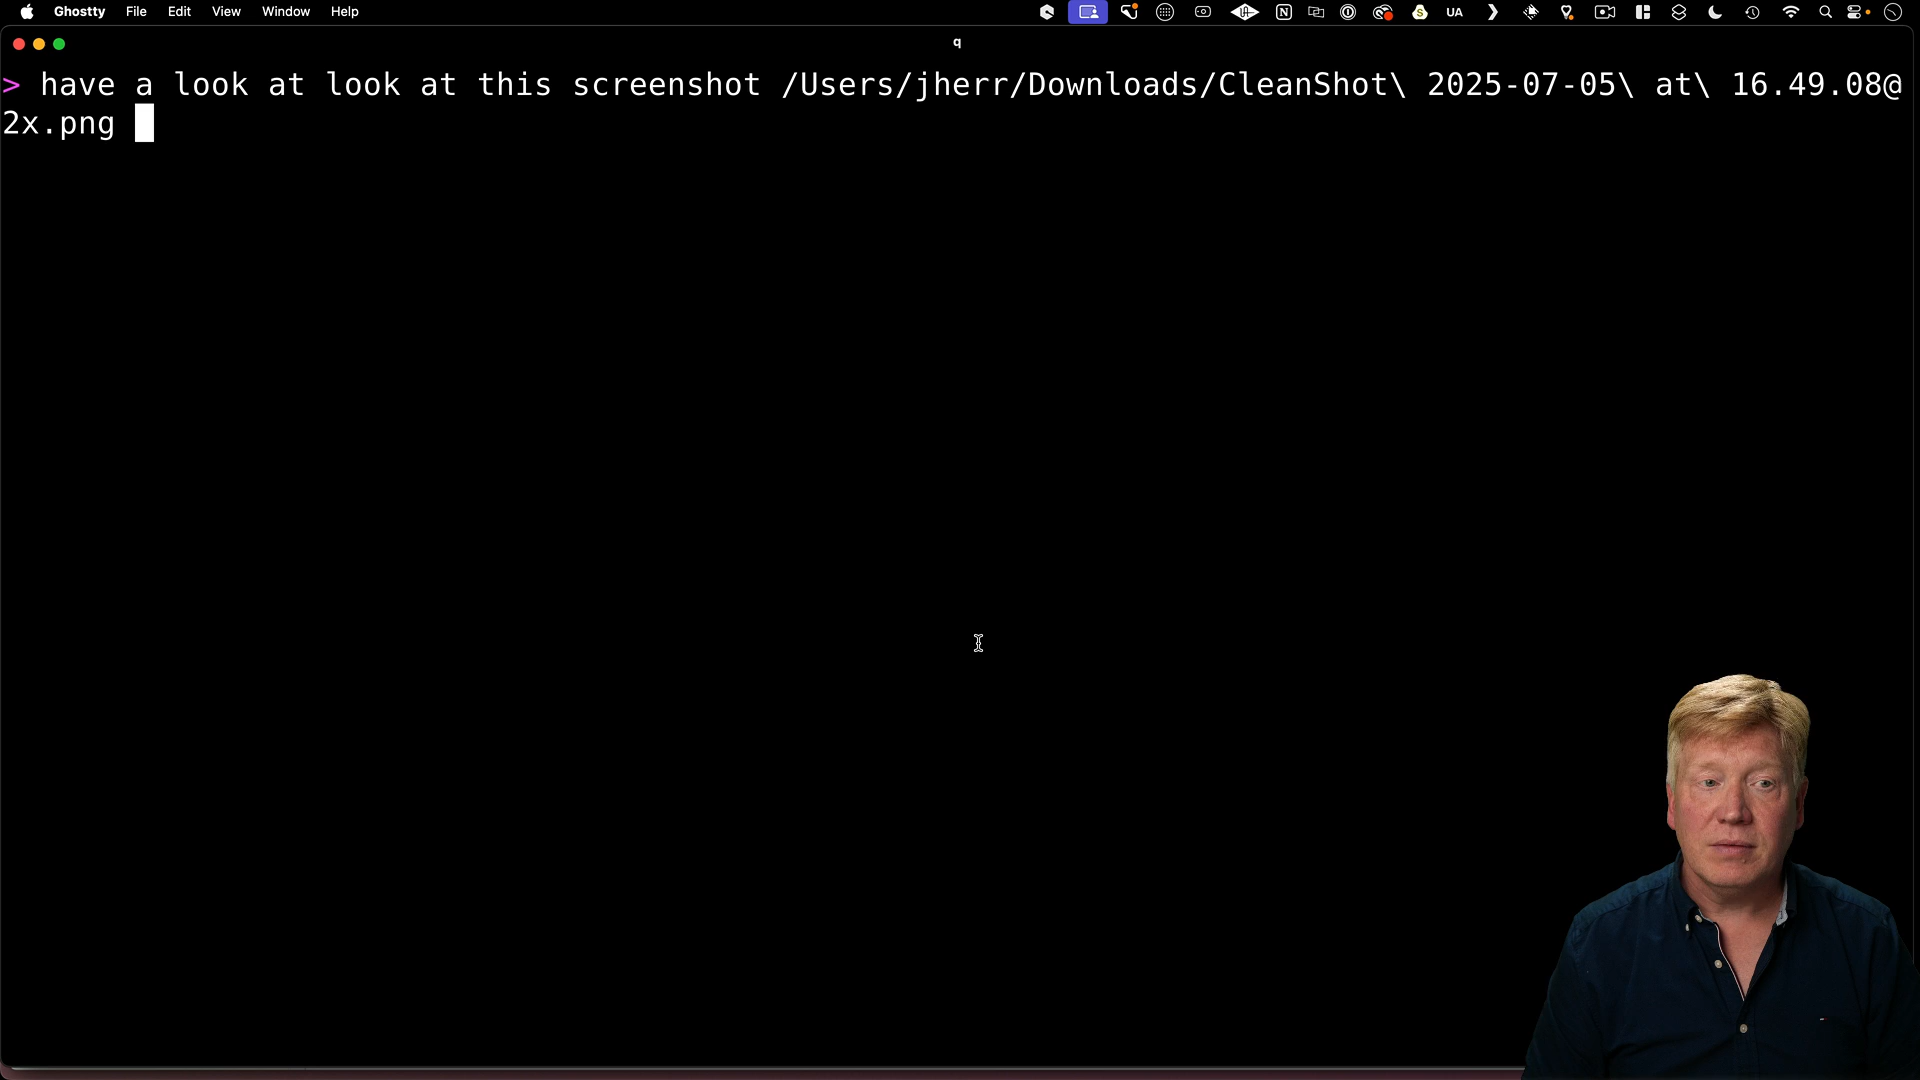 Ghostty File Edit View Window Help UA
q
> have a look at look at this screenshot /Users/jherr/Downloads/CleanShot\ 2025-07-05\ at\ 16.49.08@
2x.png